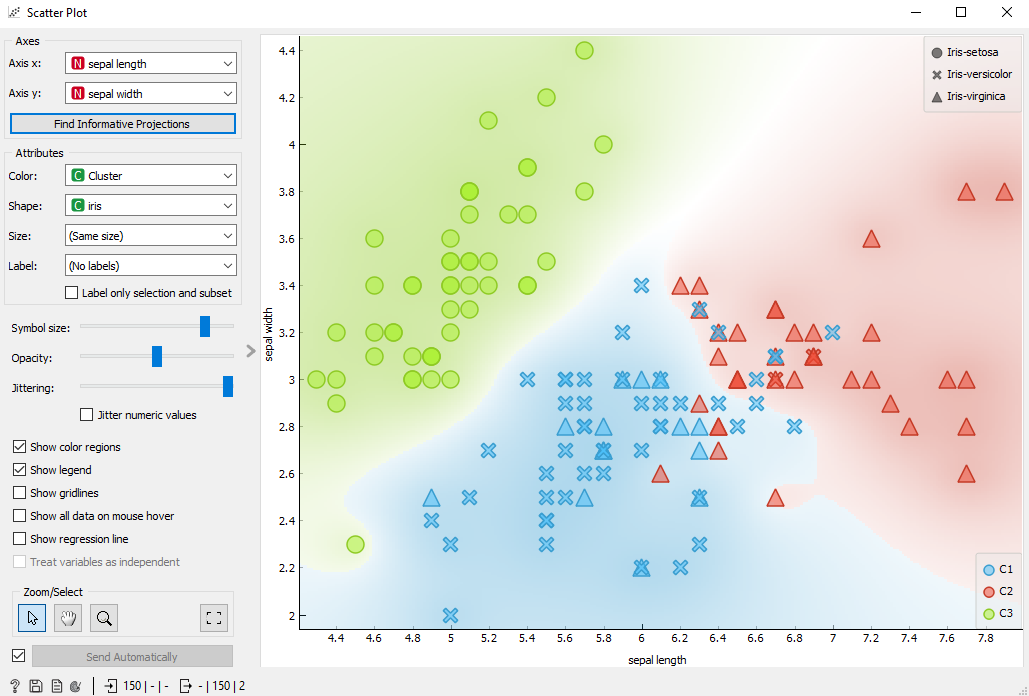 Scatter Plot
Axes
Axis x: N sepal length
Axis y: N sepal width
Find Informative Projections
Attributes
Color: C Cluster
Shape: C iris
Size: (Same size)
Label: (No labels)
Label only selection and subset
Symbol size:
Opacity:
Jittering:
Jitter numeric values
Show color regions
Show legend
Show gridlines
Show all data on mouse hover
Show regression line
Treat variables as independent
Zoom/Select
Send Automatically
? 150 | - | - - | 150 | 2
sepal width
4.4
4.2
4
3.8
3.6
3.4
3.2
3
2.8
2.6
2.4
2.2
2
4.4 4.6 4.8 5 5.2 5.4 5.6 5.8 6 6.2 6.4 6.6 6.8 7 7.2 7.4 7.6 7.8
sepal length
Iris-setosa
Iris-versicolor
Iris-virginica
C1
C2
C3